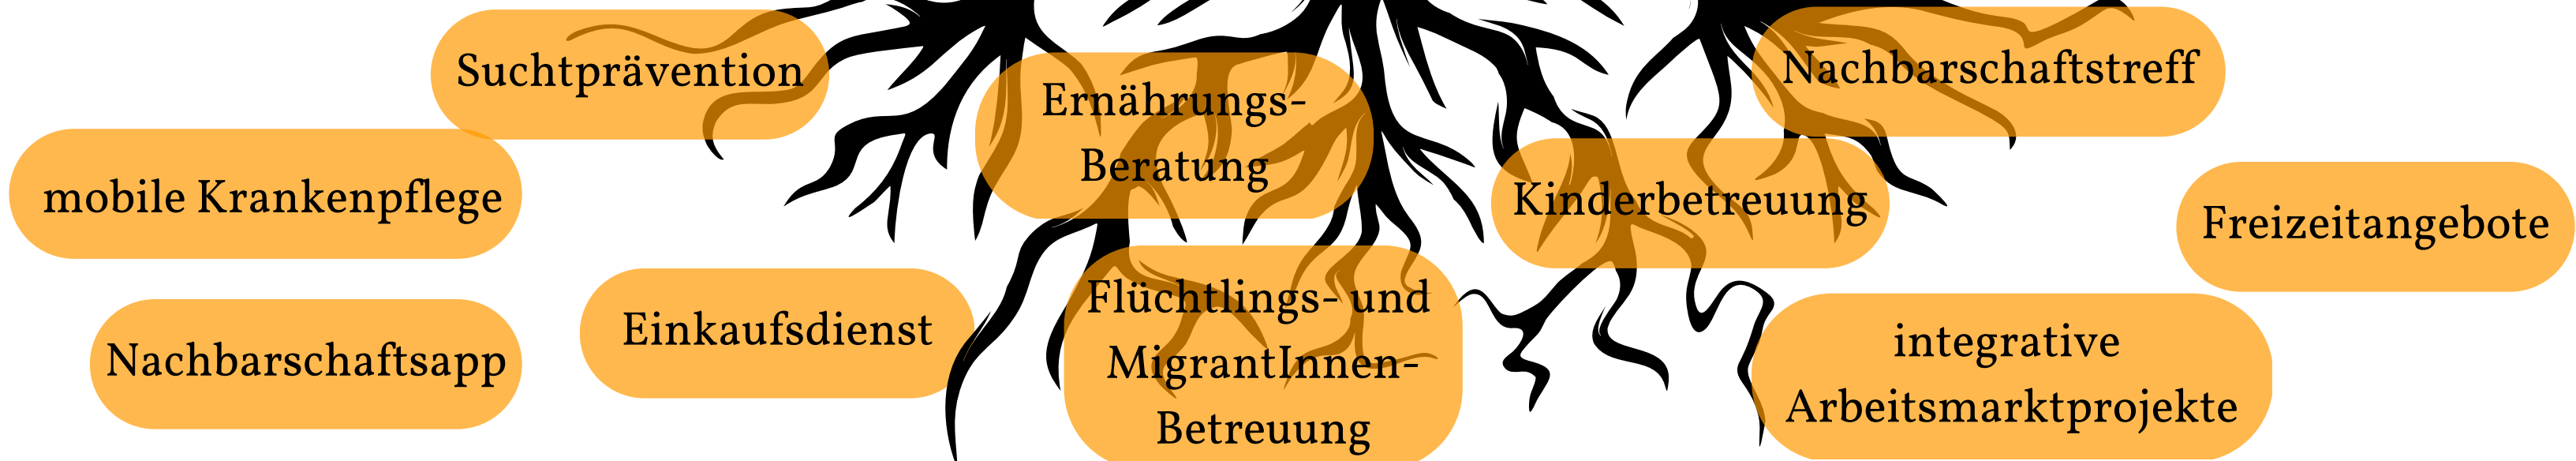 Suchtprävention
mobile Krankenpflege
Nachbarschaftsapp
Einkaufsdienst
Ernährungs-
Beratung
Flüchtlings- und
MigrantInnen-
Betreuung
Kinderbetreuung
Nachbarschaftstreff
Freizeitangebote
integrative
Arbeitsmarktprojekte